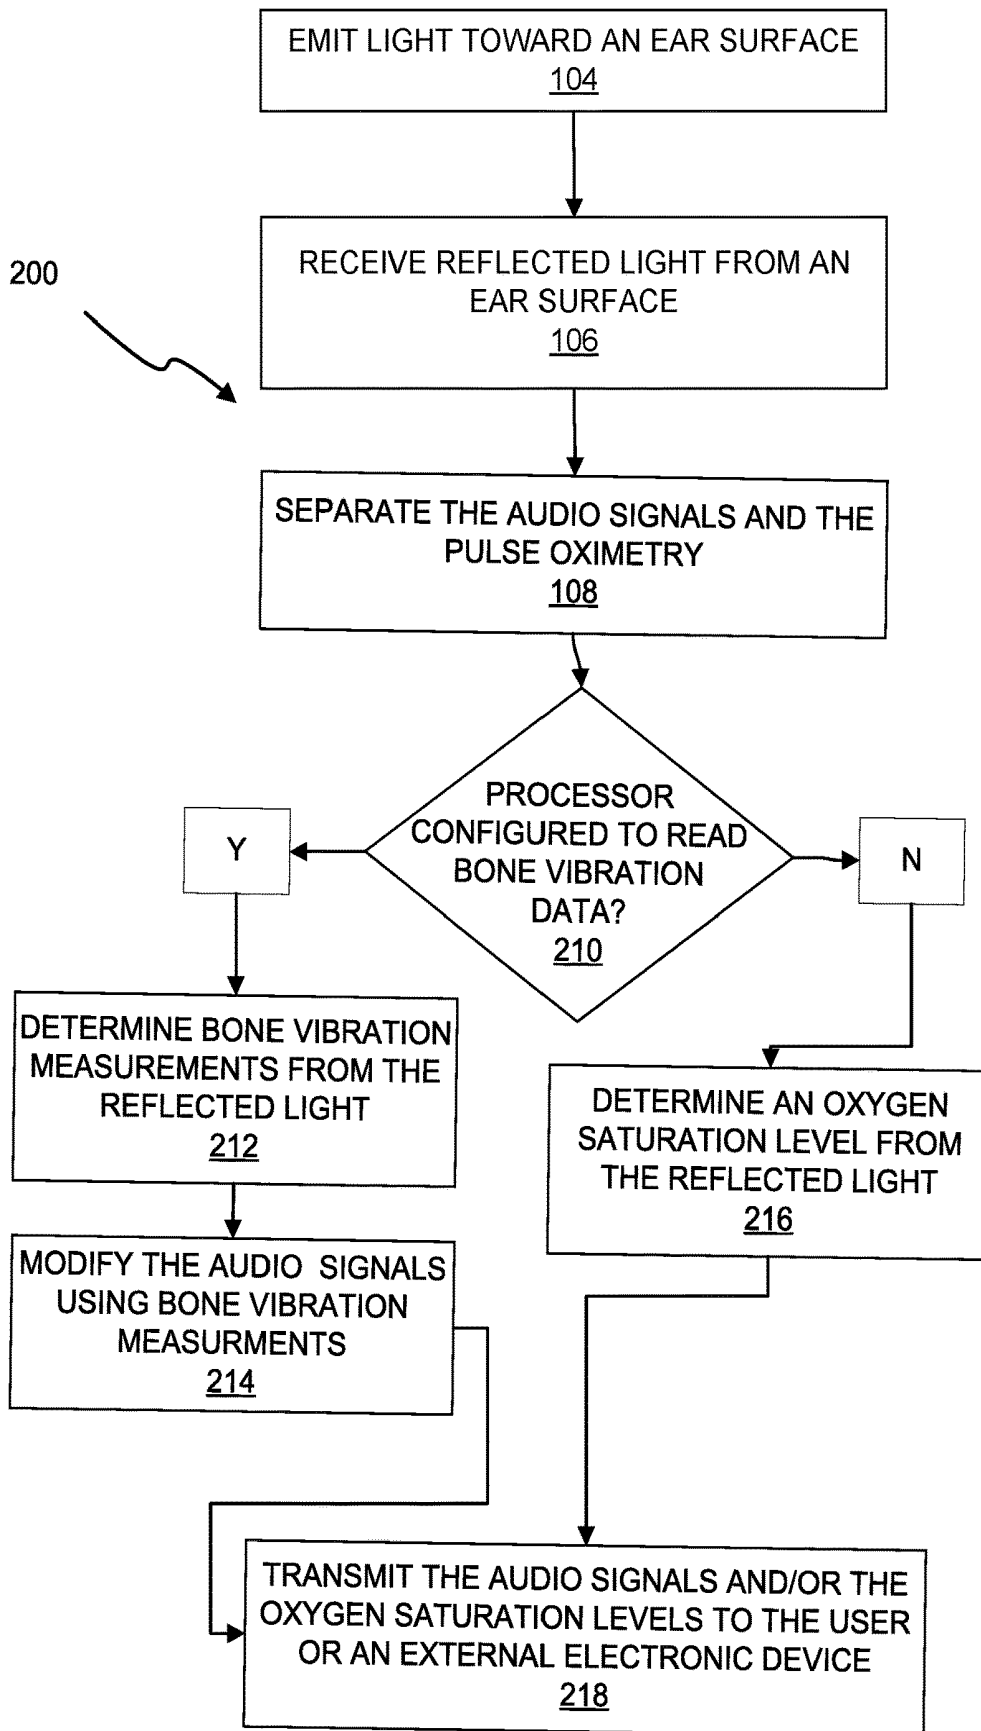 EMIT LIGHT TOWARD AN EAR SURFACE
104
RECEIVE REFLECTED LIGHT FROM AN
EAR SURFACE
106
200
SEPARATE THE AUDIO SIGNALS AND THE
PULSE OXIMETRY
108
PROCESSOR
CONFIGURED TO READ
BONE VIBRATION
DATA?
210
Y
N
DETERMINE BONE VIBRATION
MEASUREMENTS FROM THE
REFLECTED LIGHT
212
DETERMINE AN OXYGEN
SATURATION LEVEL FROM
THE REFLECTED LIGHT
216
MODIFY THE AUDIO SIGNALS
USING BONE VIBRATION
MEASURMENTS
214
TRANSMIT THE AUDIO SIGNALS AND/OR THE
OXYGEN SATURATION LEVELS TO THE USER
OR AN EXTERNAL ELECTRONIC DEVICE
218